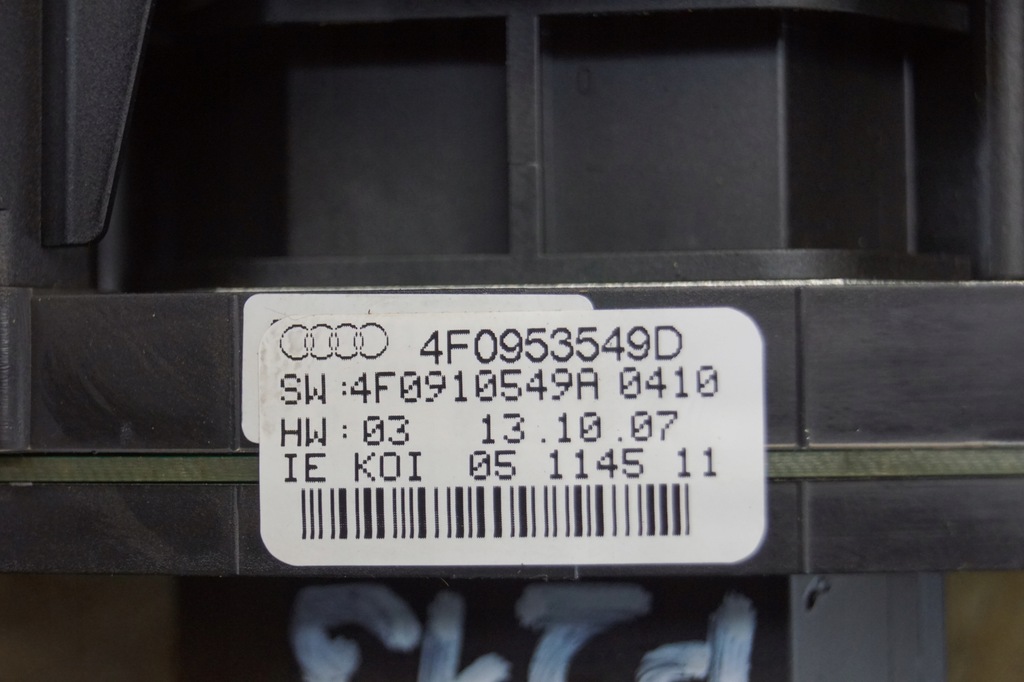 4F0953549D
SW :4F0910549A 0410
HW : 03 13.10.07
IE KOI 05 1145 11